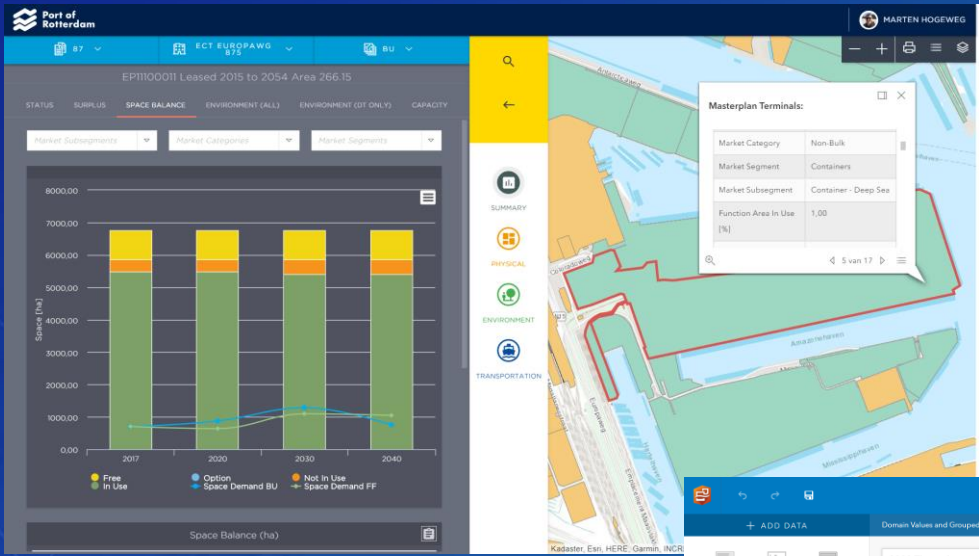 Port of
Rotterdam
MARTEN HOGEWEG
87
ECT EUROPAWG
875
BU
EP11100011 Leased 2015 to 2054 Area 266.15
STATUS SURPLUS SPACE BALANCE ENVIRONMENT (ALL) ENVIRONMENT (DT ONLY) CAPACITY
Market Subsegments
Market Categories
Market Segments
8000,00
7000,00
6000,00
5000,00
4000,00
3000,00
2000,00
1000,00
0,00
Space [ha]
2017 2020 2030 2040
Free Option Not In Use
In Use Space Demand BU Space Demand FF
Space Balance (ha)
SUMMARY
PHYSICAL
ENVIRONMENT
TRANSPORTATION
Masterplan Terminals:
Market Category Non-Bulk
Market Segment Containers
Market Subsegment Container - Deep Sea
Function Area In Use 1,00
[%]
5 van 17
Coloradoweg
N15
Amazonehaven
Europaweg
Hartelhaven
Mississippihaven
Kadaster, Esri, HERE, Garmin, INCR
+ ADD DATA
Domain Values and Grouped